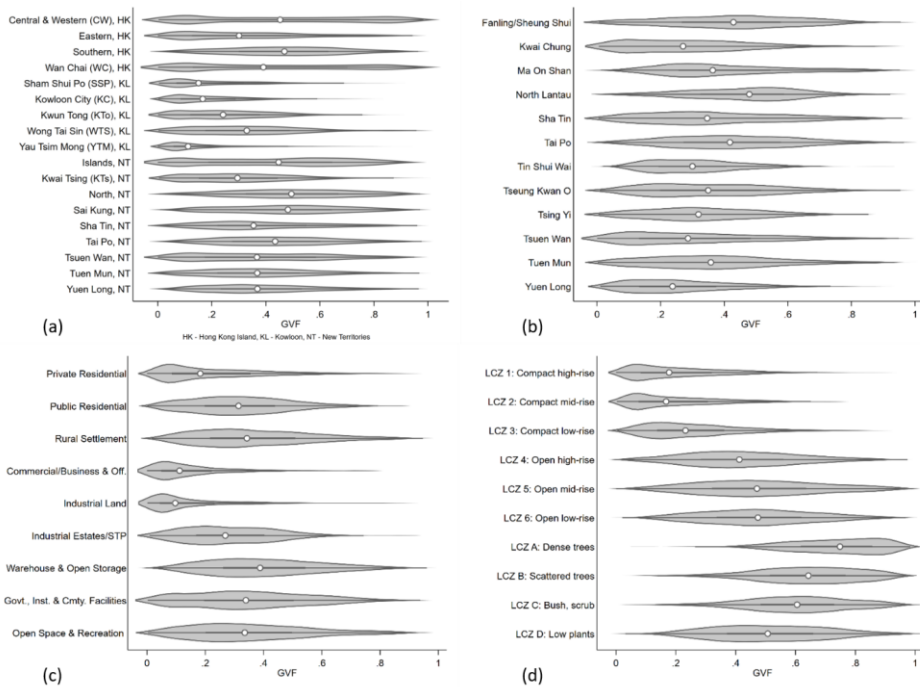 Central & Western (CW), HK
Eastern, HK
Southern, HK
Wan Chai (WC), HK
Sham Shui Po (SSP), KL
Kowloon City (KC), KL
Kwun Tong (KTo), KL
Wong Tai Sin (WTS), KL
Yau Tsim Mong (YTM), KL
Islands, NT
Kwai Tsing (KTs), NT
North, NT
Sai Kung, NT
Sha Tin, NT
Tai Po, NT
Tsuen Wan, NT
Tuen Mun, NT
Yuen Long, NT
0 .2 .4 .6 .8 1
GVF
(a)
HK - Hong Kong Island, KL - Kowloon, NT - New Territories
Fanling/Sheung Shui
Kwai Chung
Ma On Shan
North Lantau
Sha Tin
Tai Po
Tin Shui Wai
Tseung Kwan O
Tsing Yi
Tsuen Wan
Tuen Mun
Yuen Long
0 .2 .4 .6 .8 1
GVF
(b)
Private Residential
Public Residential
Rural Settlement
Commercial/Business & Off.
Industrial Land
Industrial Estates/STP
Warehouse & Open Storage
Govt., Inst. & Cmty. Facilities
Open Space & Recreation
0 .2 .4 .6 .8 1
GVF
(c)
LCZ 1: Compact high-rise
LCZ 2: Compact mid-rise
LCZ 3: Compact low-rise
LCZ 4: Open high-rise
LCZ 5: Open mid-rise
LCZ 6: Open low-rise
LCZ A: Dense trees
LCZ B: Scattered trees
LCZ C: Bush, scrub
LCZ D: Low plants
0 .2 .4 .6 .8 1
GVF
(d)